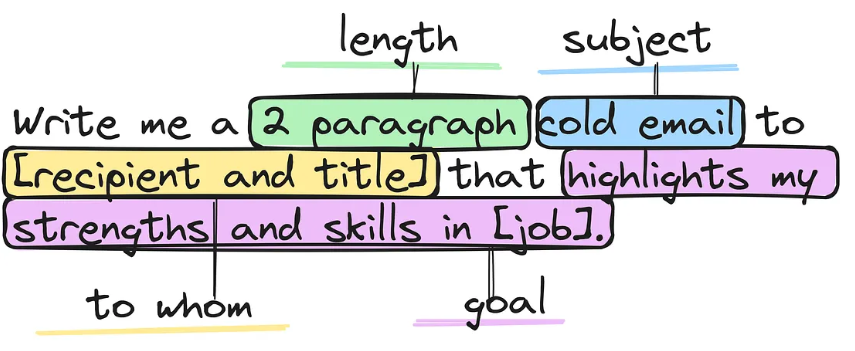 length subject
Write me a 2 paragraph cold email to
[recipient and title] that highlights my
strengths and skills in [job].
to whom goal